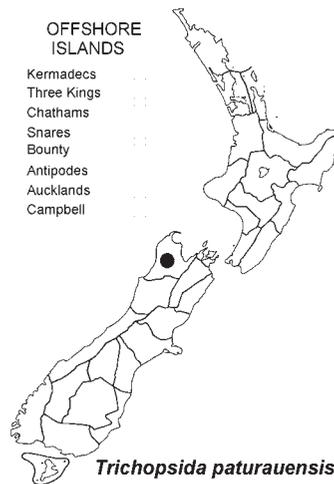 OFFSHORE
ISLANDS
Kermadecs
Three Kings
Chathams
Snares
Bounty
Antipodes
Aucklands
Campbell
Trichopsida paturauensis